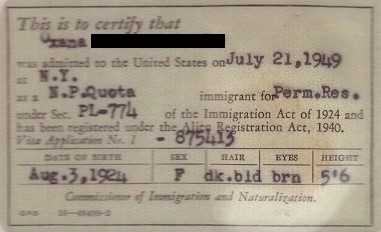 This is to certify that
Oxana
was admitted to the United States on July 21, 1949
at N.Y.
as a N.P.Quota immigrant for Perm.Res.
under Sec. PL-774 of the Immigration Act of 1924 and
has been registered under the Alien Registration Act, 1940.
Visa Application No. I - 875413
DATE OF BIRTH SEX HAIR EYES HEIGHT
Aug.3,1924 F dk.bld brn 5'6
Commissioner of Immigration and Naturalization.
GPO